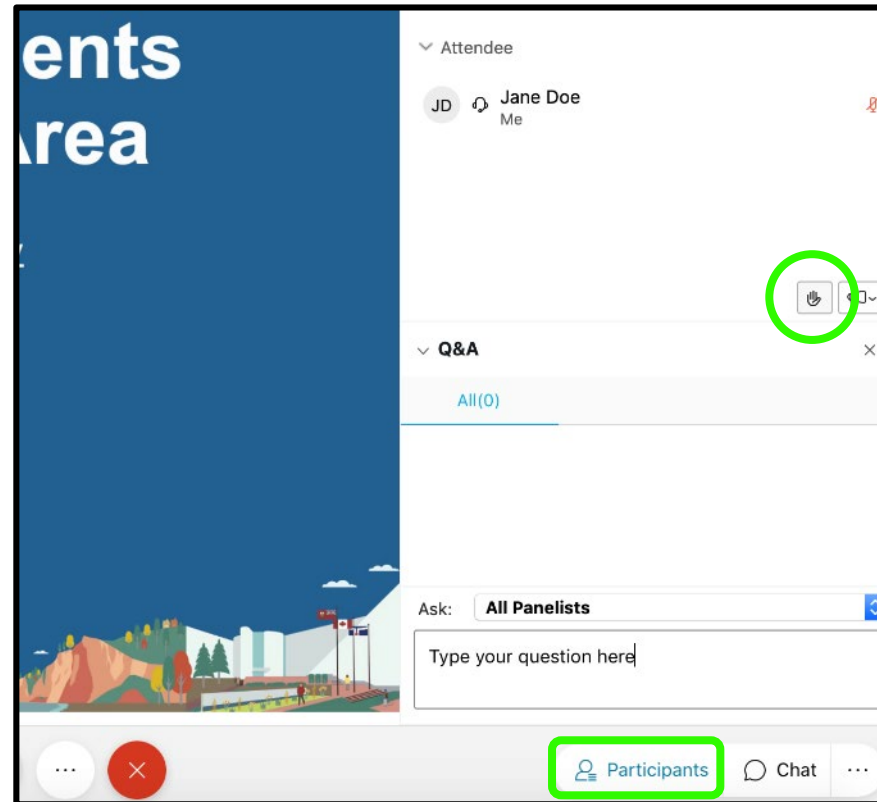 ents
Area
Attendee
JD
Jane Doe
Me
Q&A
All(0)
Ask: All Panelists
Type your question here
Participants
Chat